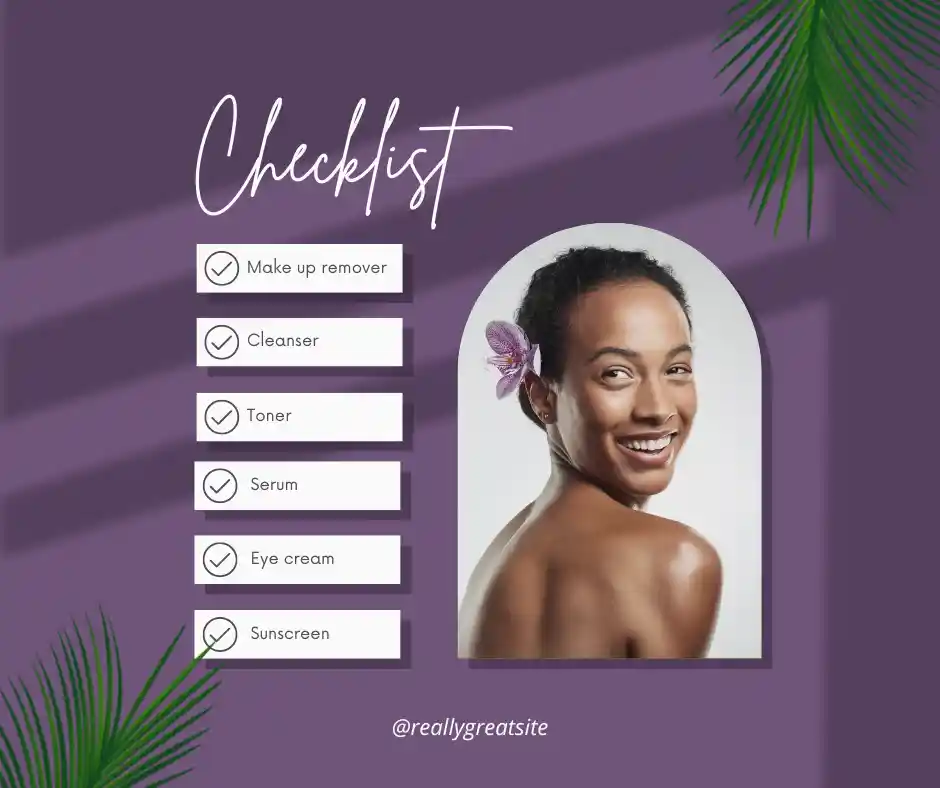 Checklist
Make up remover
Cleanser
Toner
Serum
Eye cream
Sunscreen
@reallygreatsite